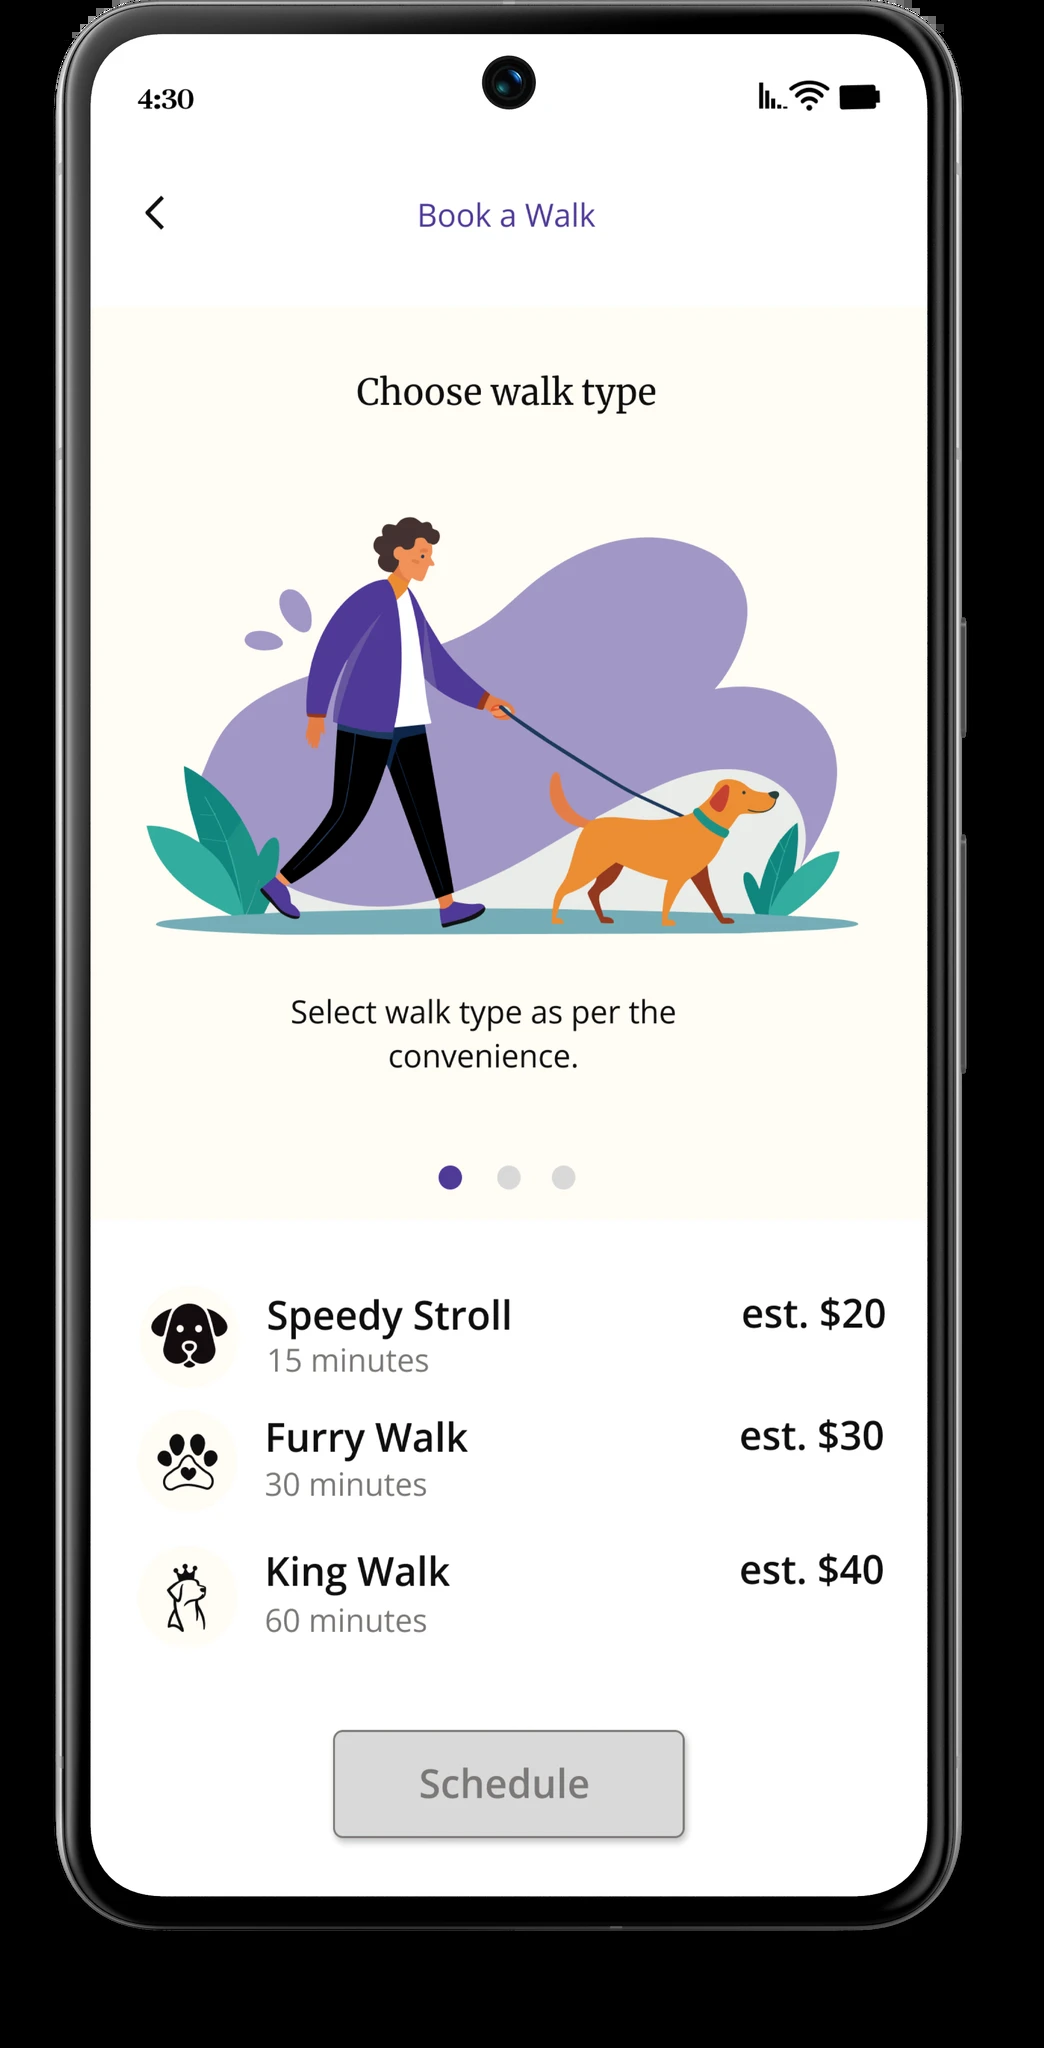 4:30
Book a Walk
Choose walk type
Select walk type as per the
convenience.
Speedy Stroll est. $20
15 minutes
Furry Walk est. $30
30 minutes
King Walk est. $40
60 minutes
Schedule